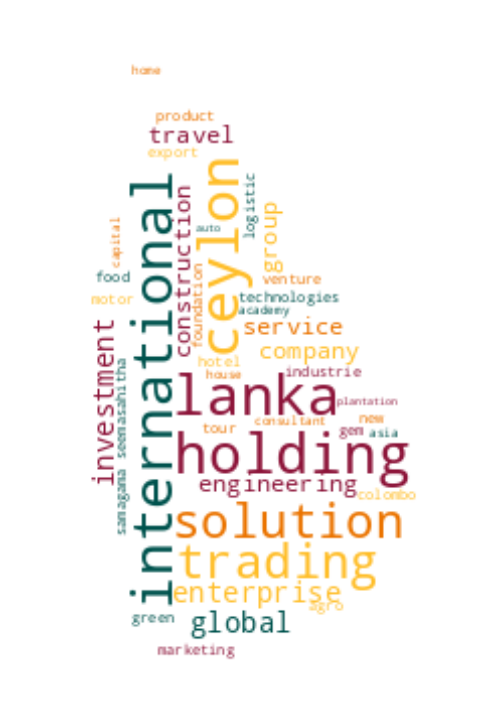 home
product
travel
export
international
construction
ceylon
logistic
auto
group
capital
food
foundation
venture
motor
technologies
academy
service
investment
company
hotel
house
industrie
samagana seemasahitha
lanka
plantation
tour
consultant
new
gem
asia
holding
engineering
colombo
solution
trading
enterprise
agro
green
global
marketing